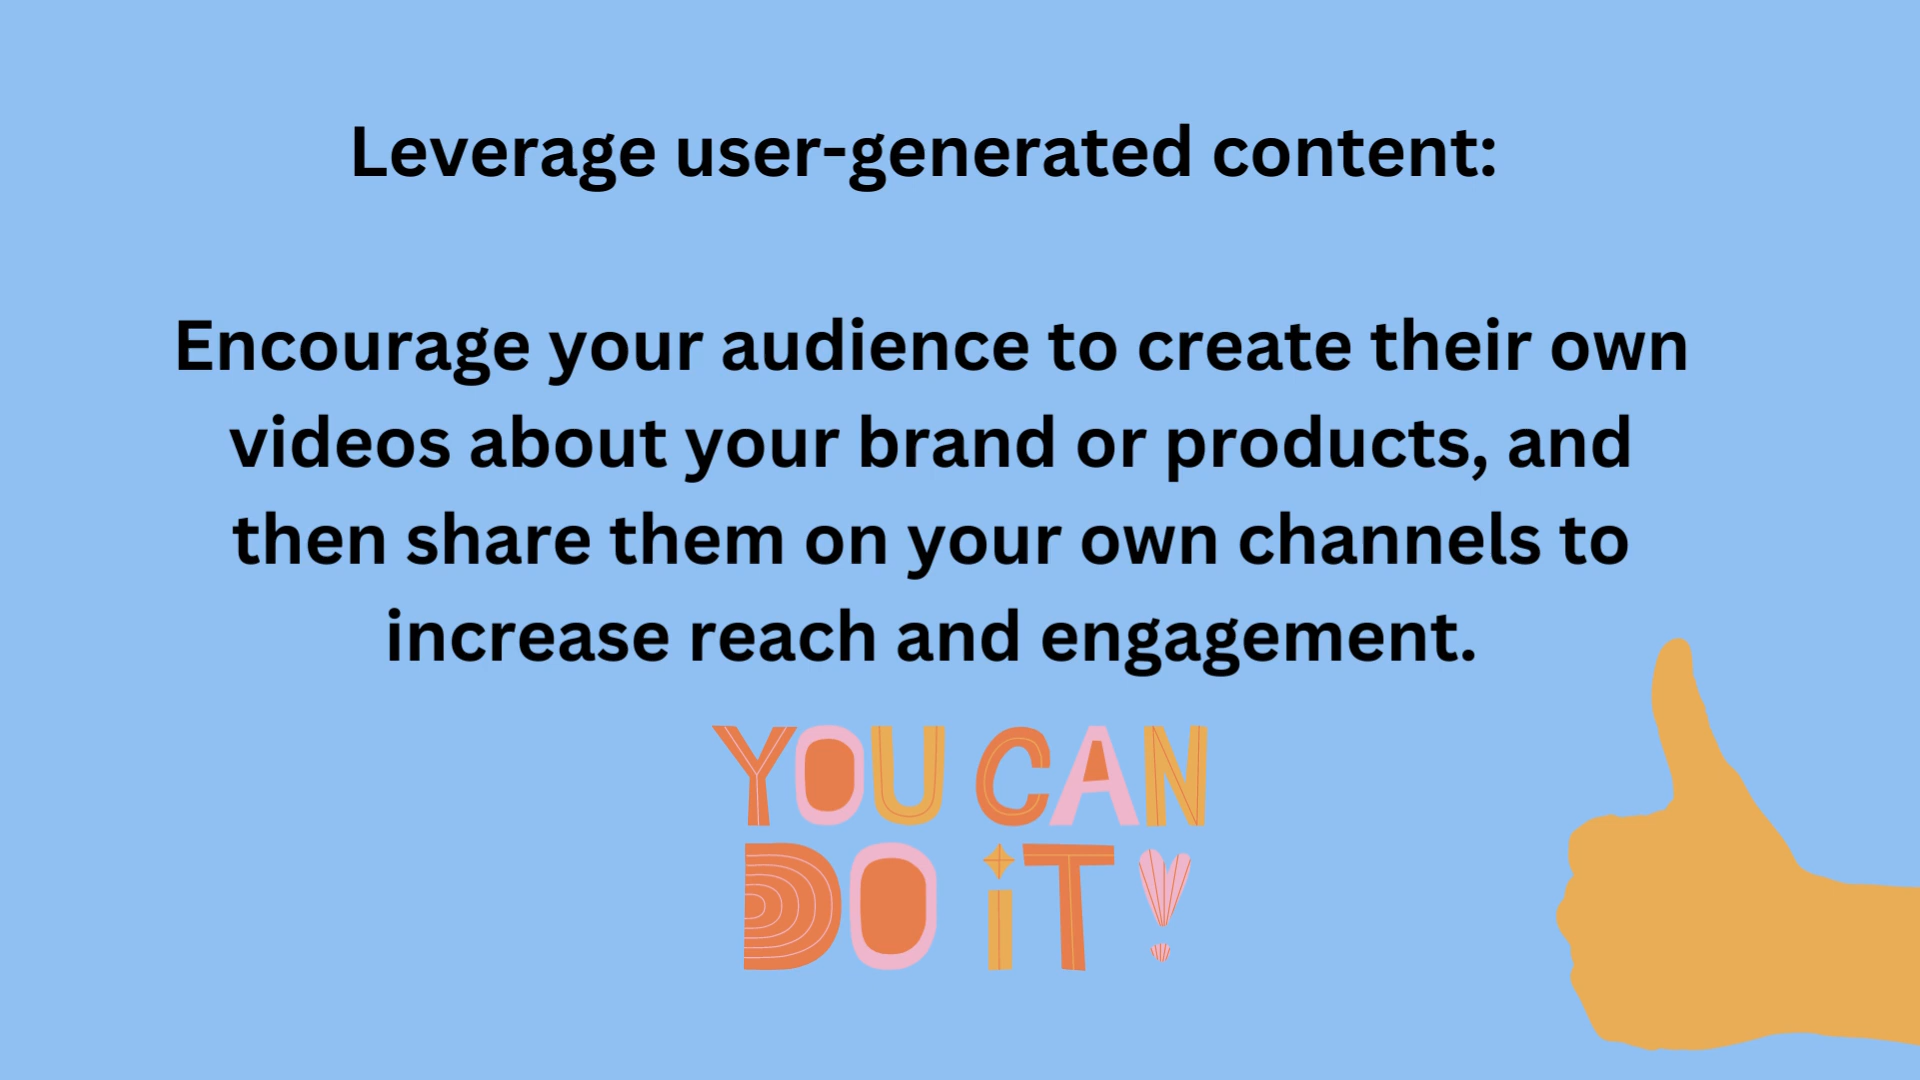 Leverage user-generated content:
Encourage your audience to create their own
videos about your brand or products, and
then share them on your own channels to
increase reach and engagement.
YOU CAN
DO iT!